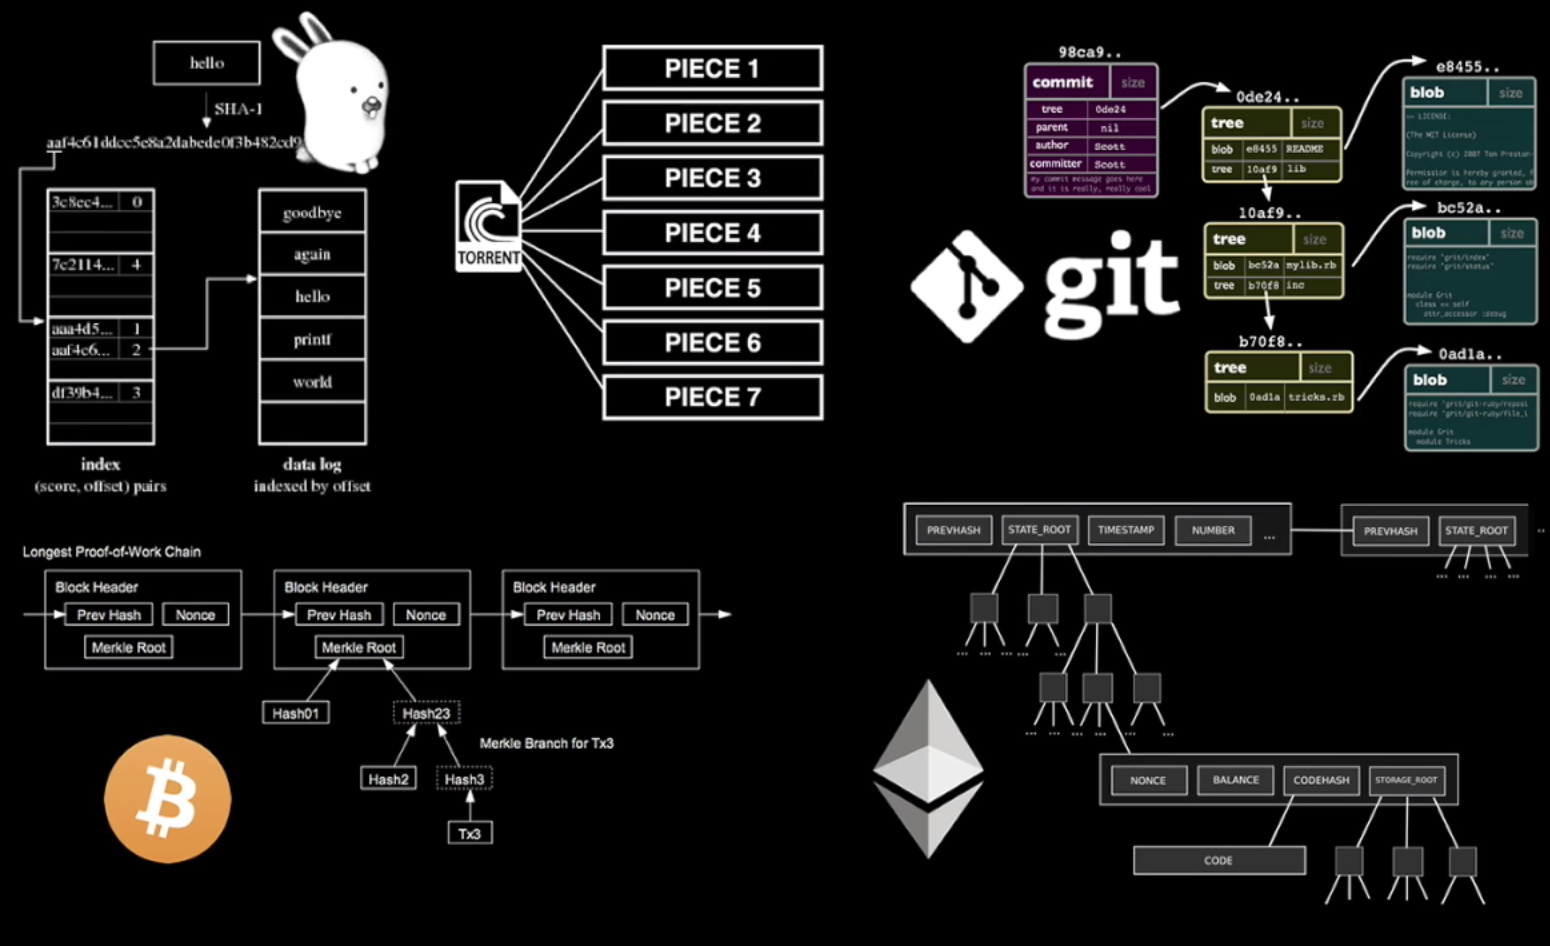 hello
SHA-1
aaf4c61ddcc5e8a2dabede0f3b482cd9
3c8ec4... 0
7c2114... 4
aaa4d5... 1
aaf4c6... 2
df39b4... 3
index
(score, offset) pairs
goodbye
again
hello
printf
world
data log
indexed by offset
TORRENT
PIECE 1
PIECE 2
PIECE 3
PIECE 4
PIECE 5
PIECE 6
PIECE 7
git
98ca9..
commit size
tree 0de24
parent nil
author Scott
committer Scott
my commit message goes here
and it is really, really cool
0de24..
tree size
blob e8455 README
tree 10af9 lib
e8455..
blob size
== LICENSE:
(The MIT License)
Copyright (c) 2007 Tom Preston-
Permission is hereby granted, f
ree of charge, to any person ob
10af9..
tree size
blob bc52a mylib.rb
tree b70f8 inc
bc52a..
blob size
require 'grit/index'
require 'grit/status'
module Grit
class << self
attr_accessor :debug
b70f8..
tree size
blob 0ad1a tricks.rb
0ad1a..
blob size
require 'grit/git-ruby/reposi
require 'grit/git-ruby/file_i
module Grit
module Tricks
Longest Proof-of-Work Chain
Block Header
Prev Hash Nonce
Merkle Root
Block Header
Prev Hash Nonce
Merkle Root
Block Header
Prev Hash Nonce
Merkle Root
Hash01 Hash23
Merkle Branch for Tx3
Hash2 Hash3
Tx3
PREVHASH STATE_ROOT TIMESTAMP NUMBER ...
PREVHASH STATE_ROOT ...
... ... ... ...
... ... ... ... ...
... ... ... ... ...
NONCE BALANCE CODEHASH STORAGE_ROOT
CODE